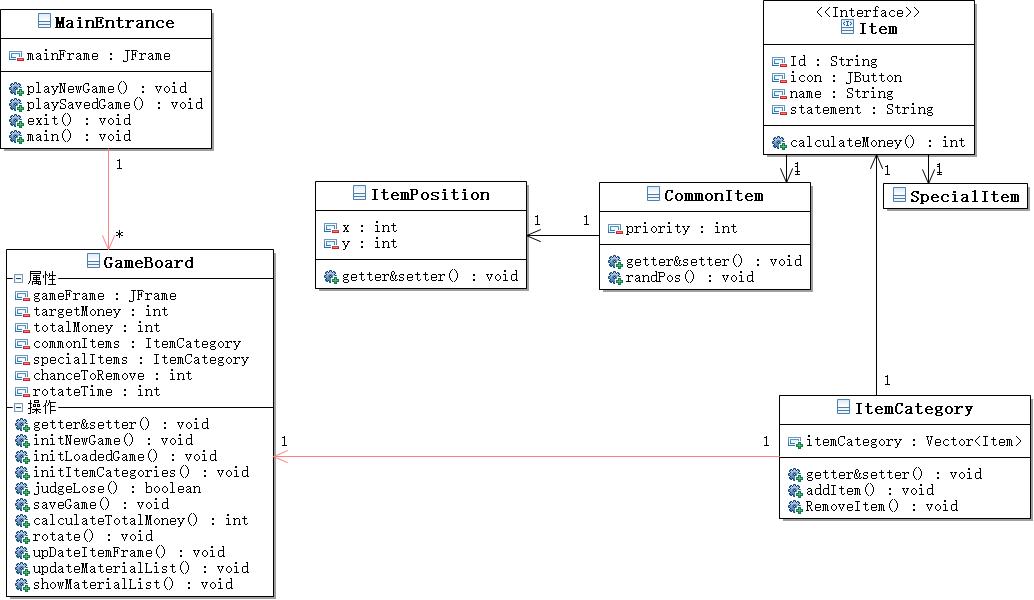 MainEntrance
mainFrame : JFrame
playNewGame() : void
playSavedGame() : void
exit() : void
main() : void
1
*
GameBoard
属性
gameFrame : JFrame
targetMoney : int
totalMoney : int
commonItems : ItemCategory
specialItems : ItemCategory
chanceToRemove : int
rotateTime : int
操作
getter&setter() : void
initNewGame() : void
initLoadedGame() : void
initItemCategories() : void
judgeLose() : boolean
saveGame() : void
calculateTotalMoney() : int
rotate() : void
upDateItemFrame() : void
updateMaterialList() : void
showMaterialList() : void
ItemPosition
x : int
y : int
getter&setter() : void
1
1
CommonItem
priority : int
getter&setter() : void
randPos() : void
<<Interface>>
Item
Id : String
icon : JButton
name : String
statement : String
calculateMoney() : int
1
1
1
SpecialItem
1
ItemCategory
itemCategory : Vector<Item>
getter&setter() : void
addItem() : void
RemoveItem() : void
1
1